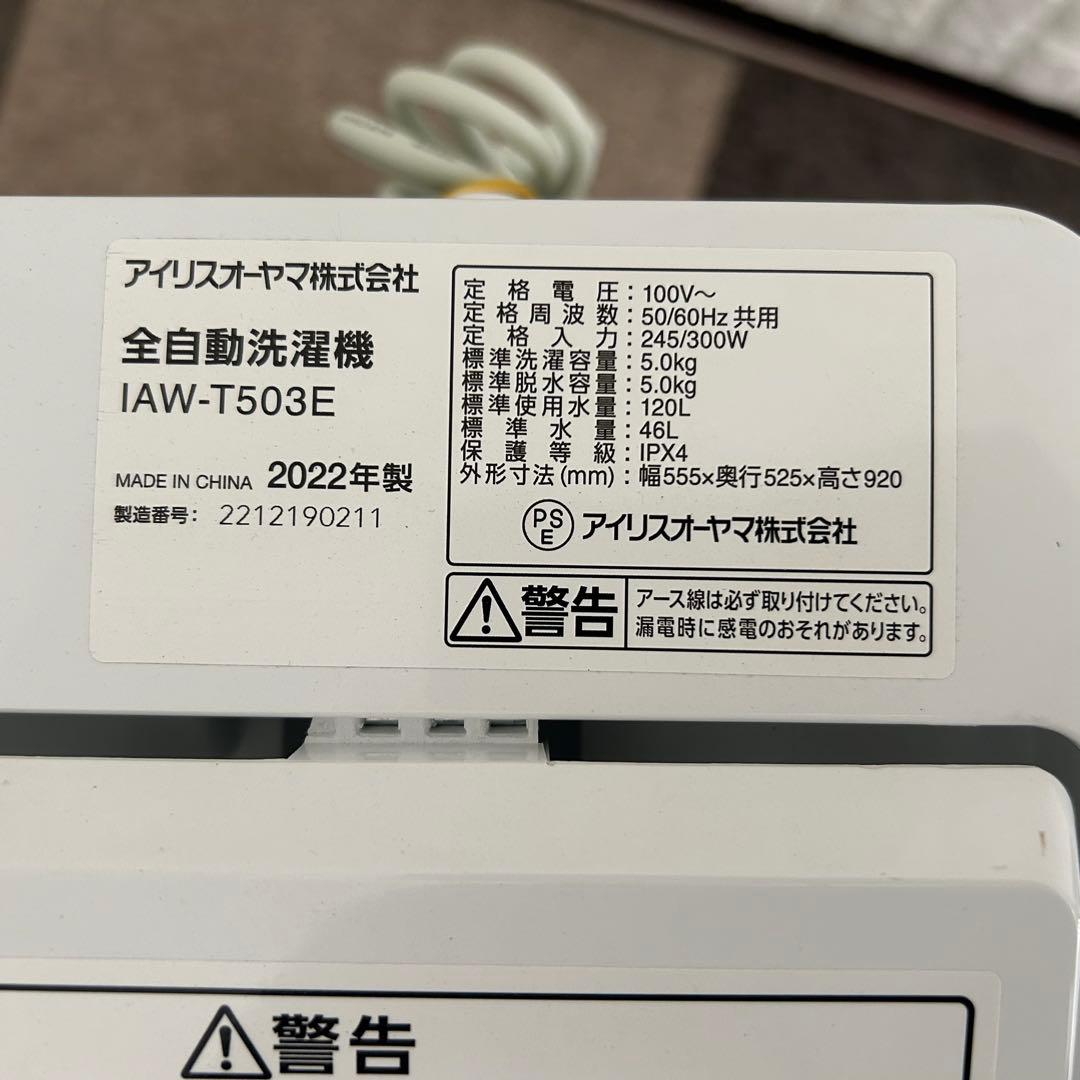 アイリスオーヤマ株式会社
全自動洗濯機
IAW-T503E
MADE IN CHINA 2022年製
製造番号: 2212190211
定格電圧:100V〜
定格周波数:50/60Hz 共用
定格入力:245/300W
標準洗濯容量:5.0kg
標準脱水容量:5.0kg
標準使用水量:120L
標準水量:46L
保護等級:IPX4
外形寸法(mm):幅555×奥行525×高さ920
PSE アイリスオーヤマ株式会社
警告
アース線は必ず取り付けてください。
漏電時に感電のおそれがあります。
警告